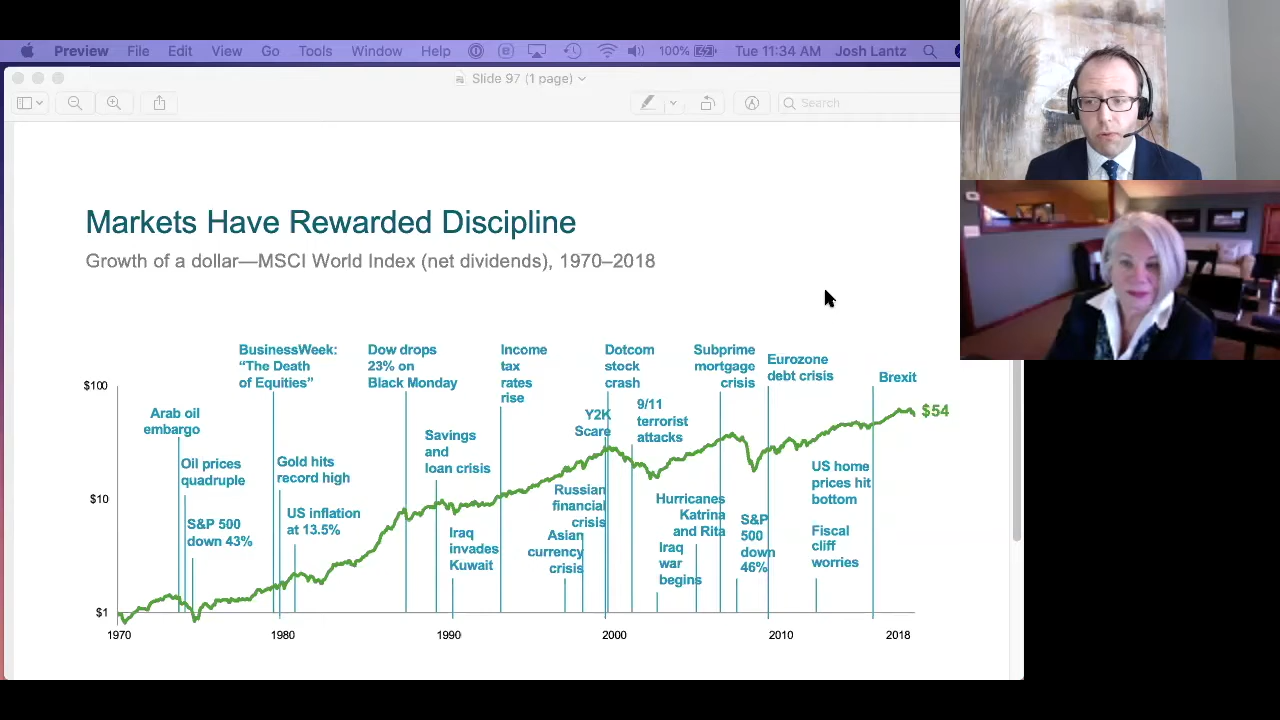 Preview File Edit View Go Tools Window Help 100% Tue 11:34 AM Josh Lantz
Slide 97 (1 page)
Search
Markets Have Rewarded Discipline
Growth of a dollar—MSCI World Index (net dividends), 1970–2018
BusinessWeek:
“The Death
of Equities”
Dow drops
23% on
Black Monday
Income
tax
rates
rise
Dotcom
stock
crash
Subprime
mortgage
crisis
Eurozone
debt crisis
Brexit
$100
Arab oil
embargo
Savings
and
loan crisis
Y2K
Scare
9/11
terrorist
attacks
$54
Oil prices
quadruple
Gold hits
record high
US home
prices hit
bottom
$10
S&P 500
down 43%
US inflation
at 13.5%
Iraq
invades
Kuwait
Russian
financial
crisis
Asian
currency
crisis
Hurricanes
Katrina
and Rita
Iraq
war
begins
S&P
500
down
46%
Fiscal
cliff
worries
$1
1970 1980 1990 2000 2010 2018